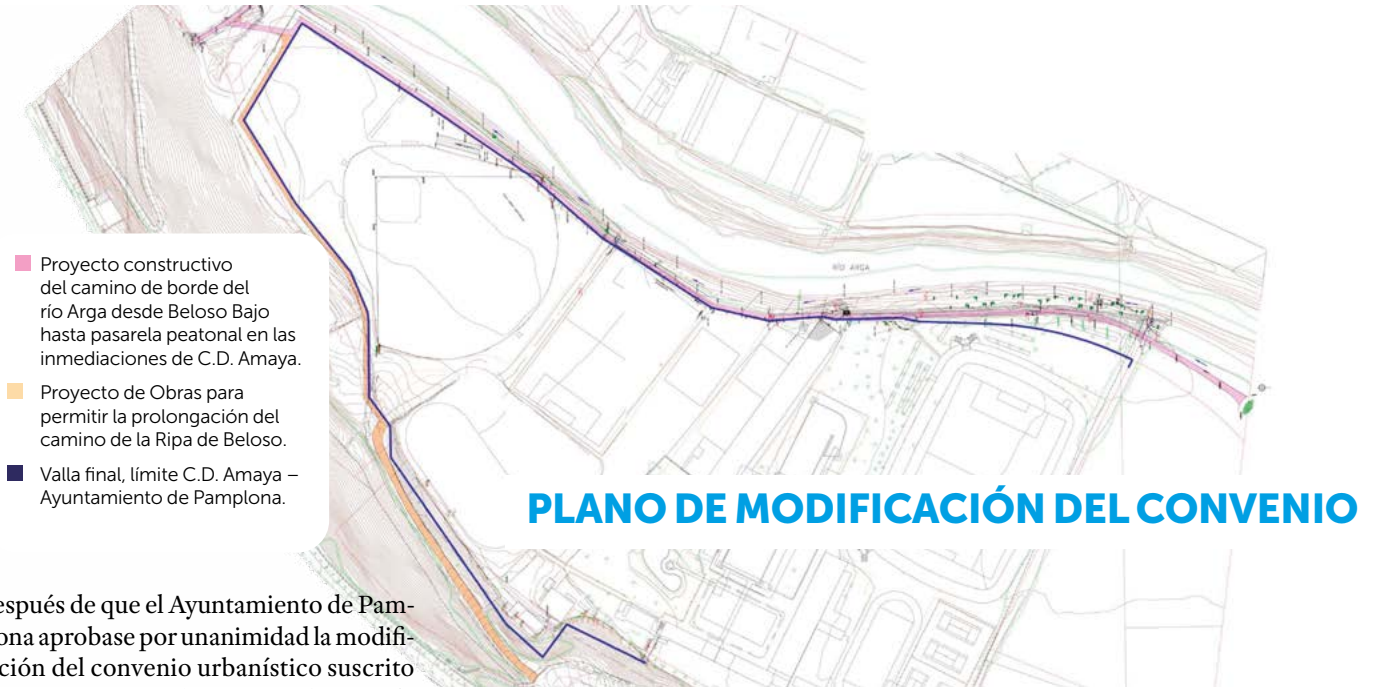 RÍO ARGA
Proyecto constructivo
del camino de borde del
río Arga desde Beloso Bajo
hasta pasarela peatonal en las
inmediaciones de C.D. Amaya.
Proyecto de Obras para
permitir la prolongación del
camino de la Ripa de Beloso.
Valla final, límite C.D. Amaya –
Ayuntamiento de Pamplona.
PLANO DE MODIFICACIÓN DEL CONVENIO
espués de que el Ayuntamiento de Pam-
ona aprobase por unanimidad la modifi-
ción del convenio urbanístico suscrito